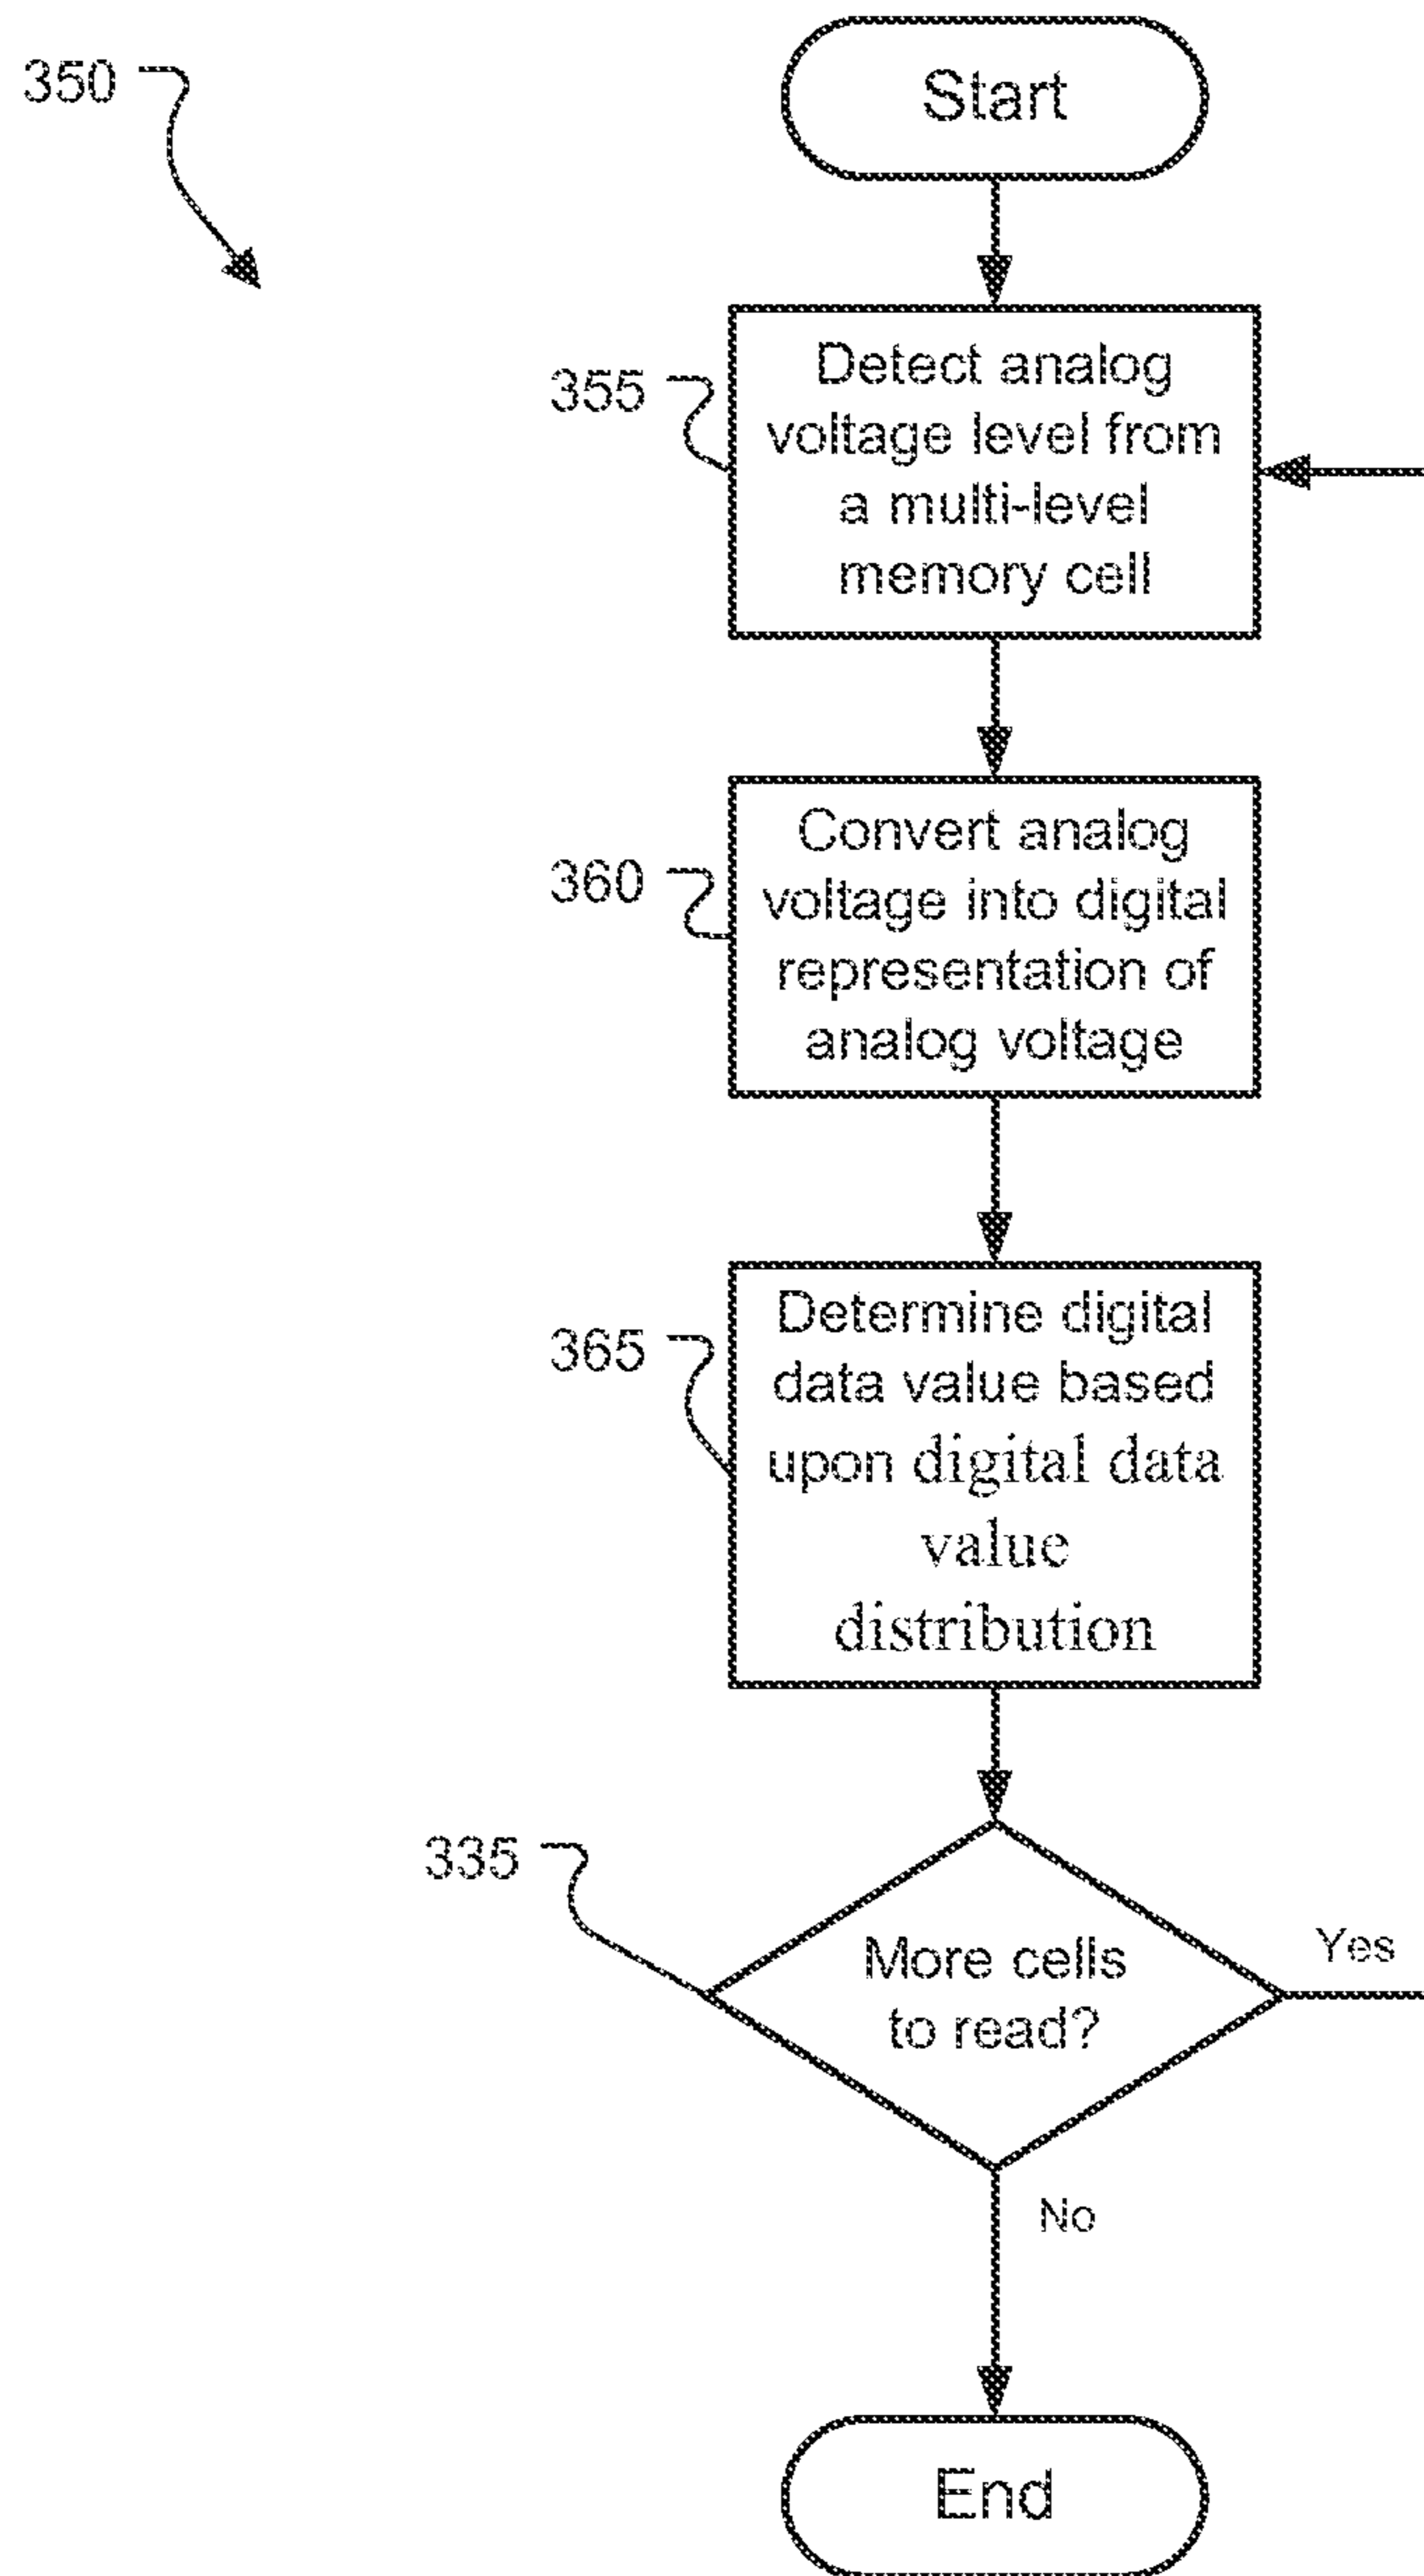 350
Start
355
Detect analog
voltage level from
a multi-level
memory cell
360
Convert analog
voltage into digital
representation of
analog voltage
365
Determine digital
data value based
upon digital data
value
distribution
335
More cells
to read?
Yes
No
End